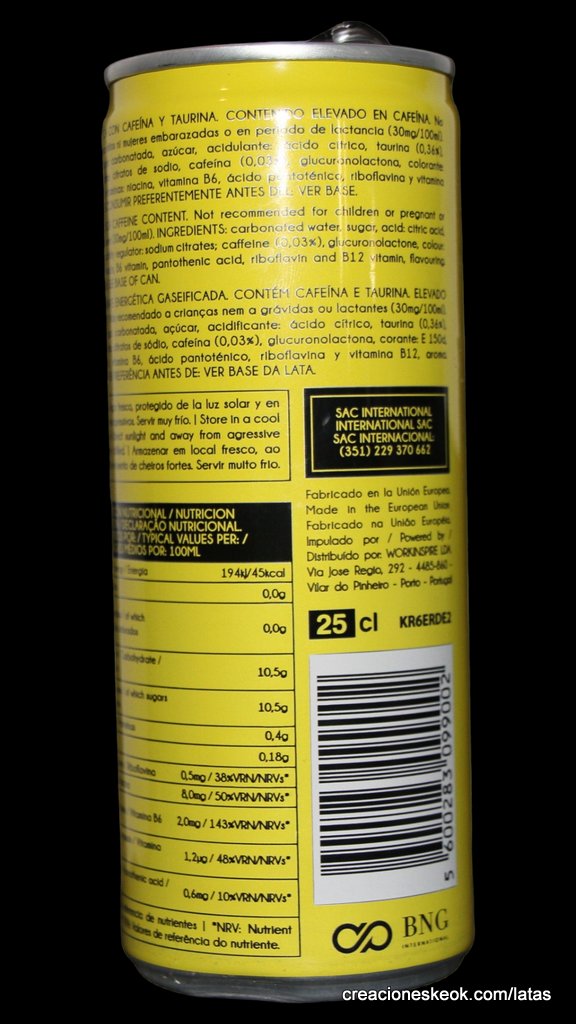 CON CAFEÍNA Y TAURINA. CONTENIDO ELEVADO EN CAFEÍNA. No
ni mujeres embarazadas o en periodo de lactancia (30mg/100ml).
carbonatada, azúcar, acidulante: ácido cítrico, taurina (0,36%),
citratos de sodio, cafeína (0,03%), glucuronolactona, colorante:
niacina, vitamina B6, ácido pantoténico, riboflavina y vitamina
PREFERENTEMENTE ANTES DEL: VER BASE.
CAFFEINE CONTENT. Not recommended for children or pregnant or
(30mg/100ml). INGREDIENTS: carbonated water, sugar, acid: citric acid,
regulator: sodium citrates; caffeine (0,03%), glucuronolactone, colour:
B6 vitamin, pantothenic acid, riboflavin and B12 vitamin, flavouring.
BASE OF CAN.
ENERGÉTICA GASEIFICADA. CONTÉM CAFEÍNA E TAURINA. ELEVADO
recomendado a crianças nem a grávidas ou lactantes (30mg/100ml).
carbonatada, açúcar, acidificante: ácido cítrico, taurina (0,36%),
citratos de sódio, cafeína (0,03%), glucuronolactona, corante: E 150d,
B6, ácido pantoténico, riboflavina y vitamina B12, aroma.
ANTES DE: VER BASE DA LATA.
fresco, protegido de la luz solar y en
Servir muy frío. | Store in a cool
sunlight and away from agressive
| Armazenar em local fresco, ao
de cheiros fortes. Servir muito frio.
NUTRICIONAL / NUTRICION
DECLARAÇÃO NUTRICIONAL.
POR: / TYPICAL VALUES PER: /
MÉDIOS POR: 100ML
Energia 194kJ/45kcal
0,0g
of which
0,0g
10,5g
of which sugars
10,5g
0,4g
0,18g
Riboflavina 0,5mg / 38%VRN/NRVs*
8,0mg / 50%VRN/NRVs*
Vitamina B6 2,0mg / 143%VRN/NRVs*
Vitamina
1,2µg / 48%VRN/NRVs*
acid /
0,6mg / 10%VRN/NRVs*
de nutrientes | *NRV: Nutrient
Valores de referência do nutriente.
SAC INTERNATIONAL
INTERNATIONAL SAC
SAC INTERNACIONAL:
(351) 229 370 662
Fabricado en la Unión Europea.
Made in the European Union.
Fabricado na União Européia.
Impulado por / Powered by /
Distribuído por: WORKINSPIRE LDA.
Via Jose Regio, 292 - 4485-860 -
Vilar do Pinheiro - Porto - Portugal
25 cl KR6ERDE2
5 600283 099002
BNG
INTERNATIONAL
creacioneskeok.com/latas